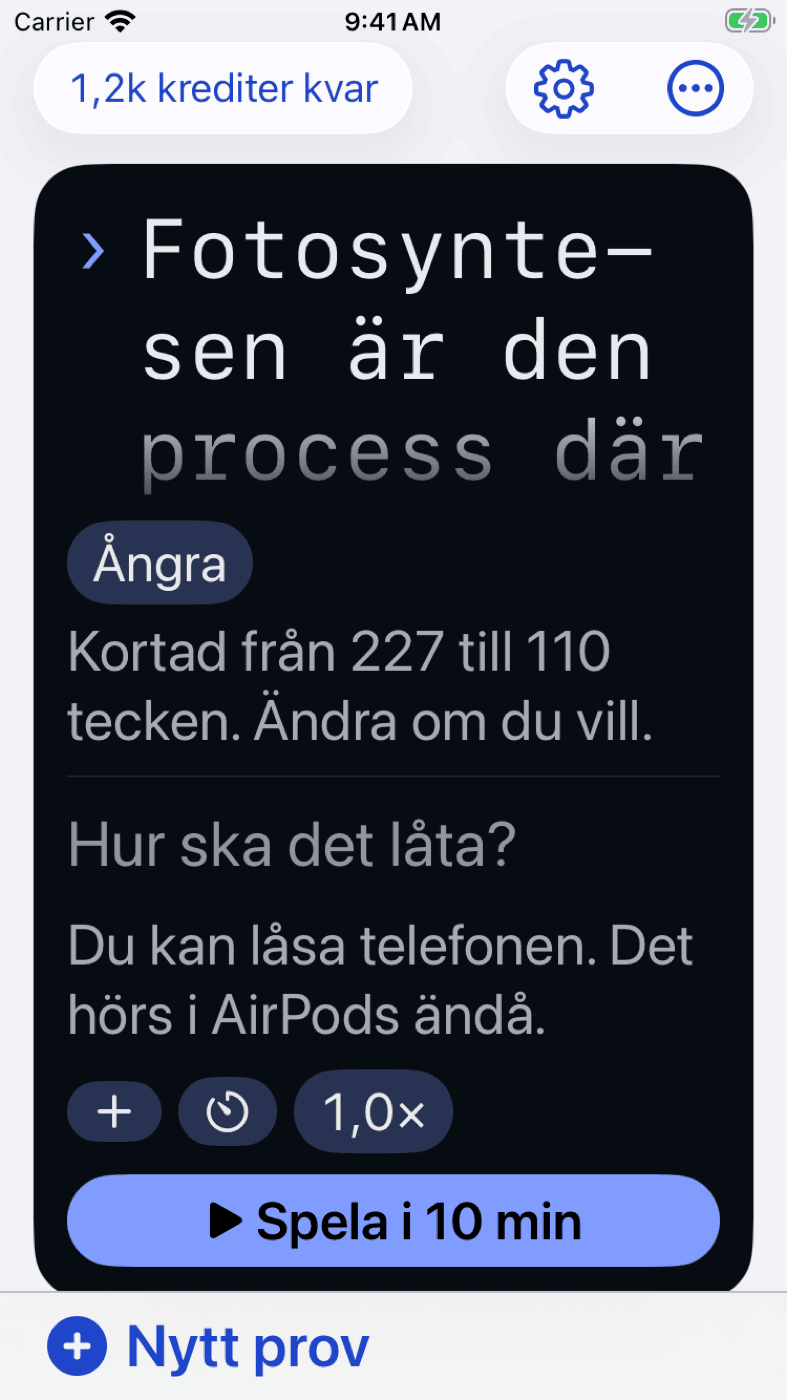 Carrier 9:41 AM
1,2k krediter kvar
› Fotosynte-
sen är den
process där
Ångra
Kortad från 227 till 110
tecken. Ändra om du vill.
Hur ska det låta?
Du kan låsa telefonen. Det
hörs i AirPods ändå.
1,0×
Spela i 10 min
Nytt prov